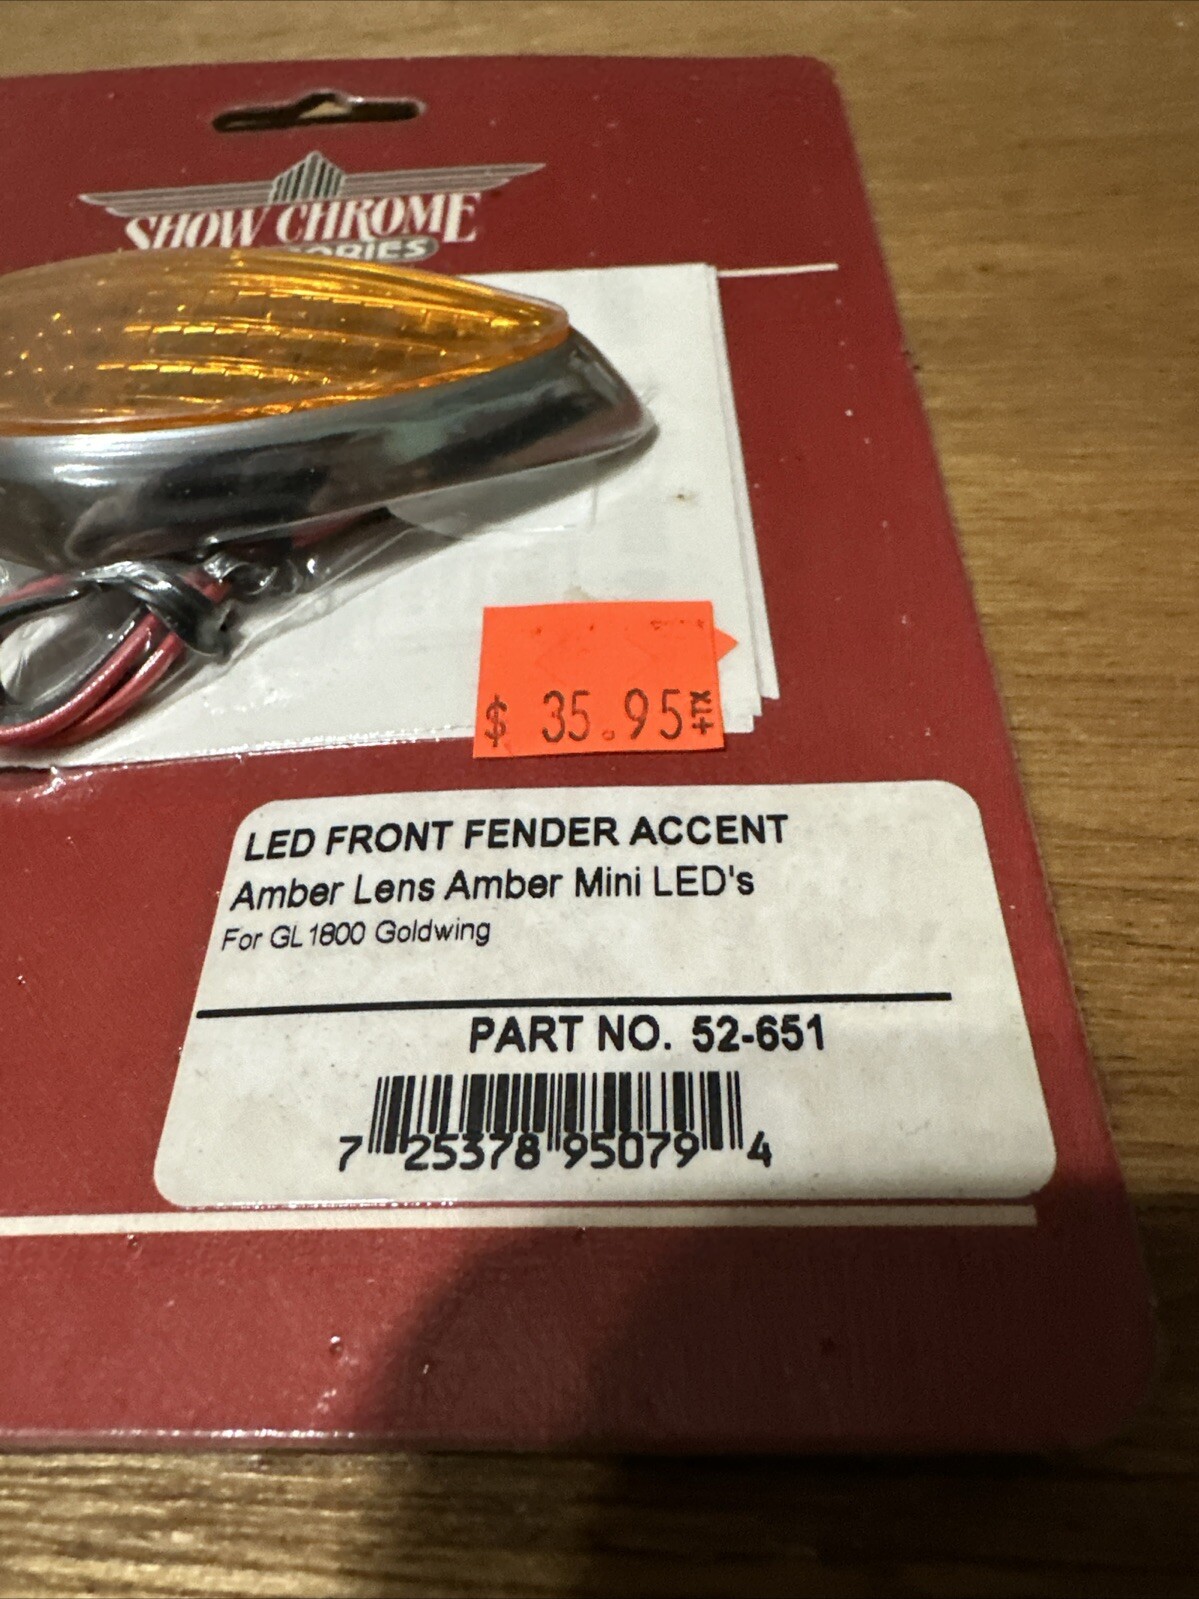 SHOW CHROME
$ 35.95 +TX
LED FRONT FENDER ACCENT
Amber Lens Amber Mini LED's
For GL1800 Goldwing
PART NO. 52-651
7 25378 95079 4